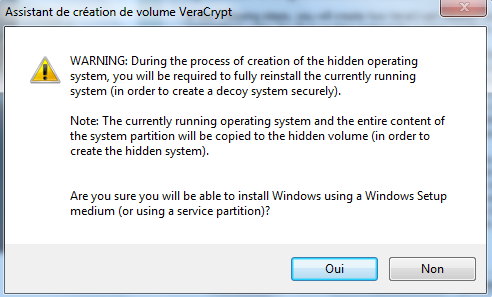 Assistant de création de volume VeraCrypt
WARNING: During the process of creation of the hidden operating
system, you will be required to fully reinstall the currently running
system (in order to create a decoy system securely).
Note: The currently running operating system and the entire content of
the system partition will be copied to the hidden volume (in order to
create the hidden system).
Are you sure you will be able to install Windows using a Windows Setup
medium (or using a service partition)?
Oui
Non